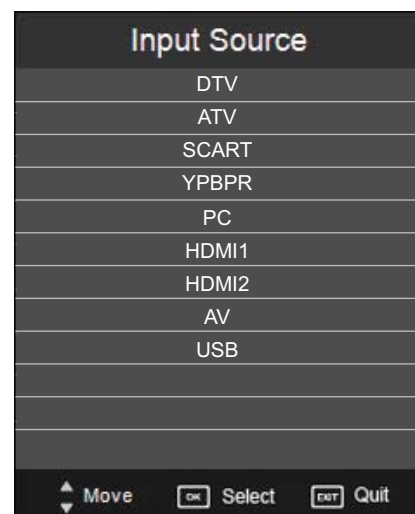 Input Source
DTV
ATV
SCART
YPBPR
PC
HDMI1
HDMI2
AV
USB
Move OK Select EXIT Quit